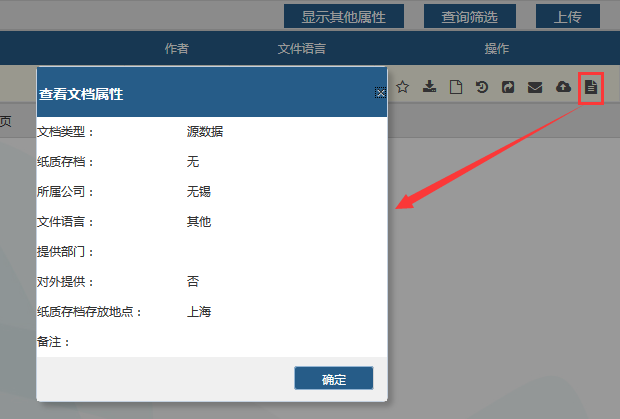 显示其他属性 查询筛选 上传
作者 文件语言 操作
查看文档属性
页
文档类型： 源数据
纸质存档： 无
所属公司： 无锡
文件语言： 其他
提供部门：
对外提供： 否
纸质存档存放地点： 上海
备注：
确定